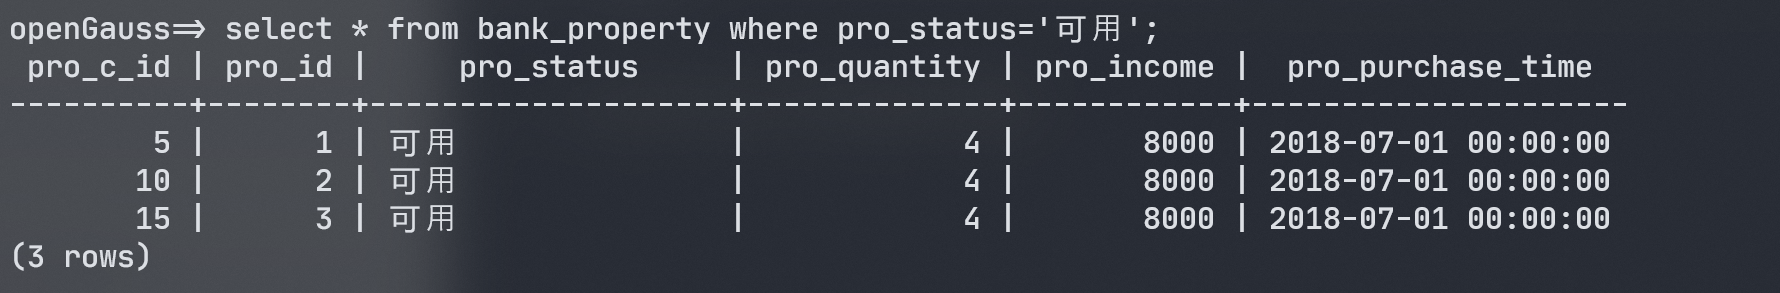 openGauss=> select * from bank_property where pro_status='可用';
 pro_c_id | pro_id |     pro_status     | pro_quantity | pro_income |  pro_purchase_time
----------+--------+--------------------+--------------+------------+---------------------
        5 |      1 | 可用               |            4 |       8000 | 2018-07-01 00:00:00
       10 |      2 | 可用               |            4 |       8000 | 2018-07-01 00:00:00
       15 |      3 | 可用               |            4 |       8000 | 2018-07-01 00:00:00
(3 rows)